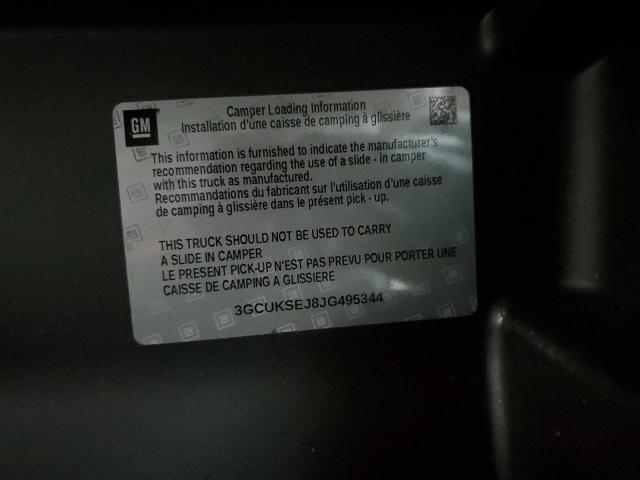 GM
Camper Loading Information
Installation d'une caisse de camping à glissière
This information is furnished to indicate the manufacturer's
recommendation regarding the use of a slide - in camper
with this truck as manufactured.
Recommandations du fabricant sur l'utilisation d'une caisse
de camping à glissière dans le présent pick - up.
THIS TRUCK SHOULD NOT BE USED TO CARRY
A SLIDE IN CAMPER
LE PRESENT PICK-UP N'EST PAS PREVU POUR PORTER UNE
CAISSE DE CAMPING A GLISSIERE
3GCUKSEJ8JG495344